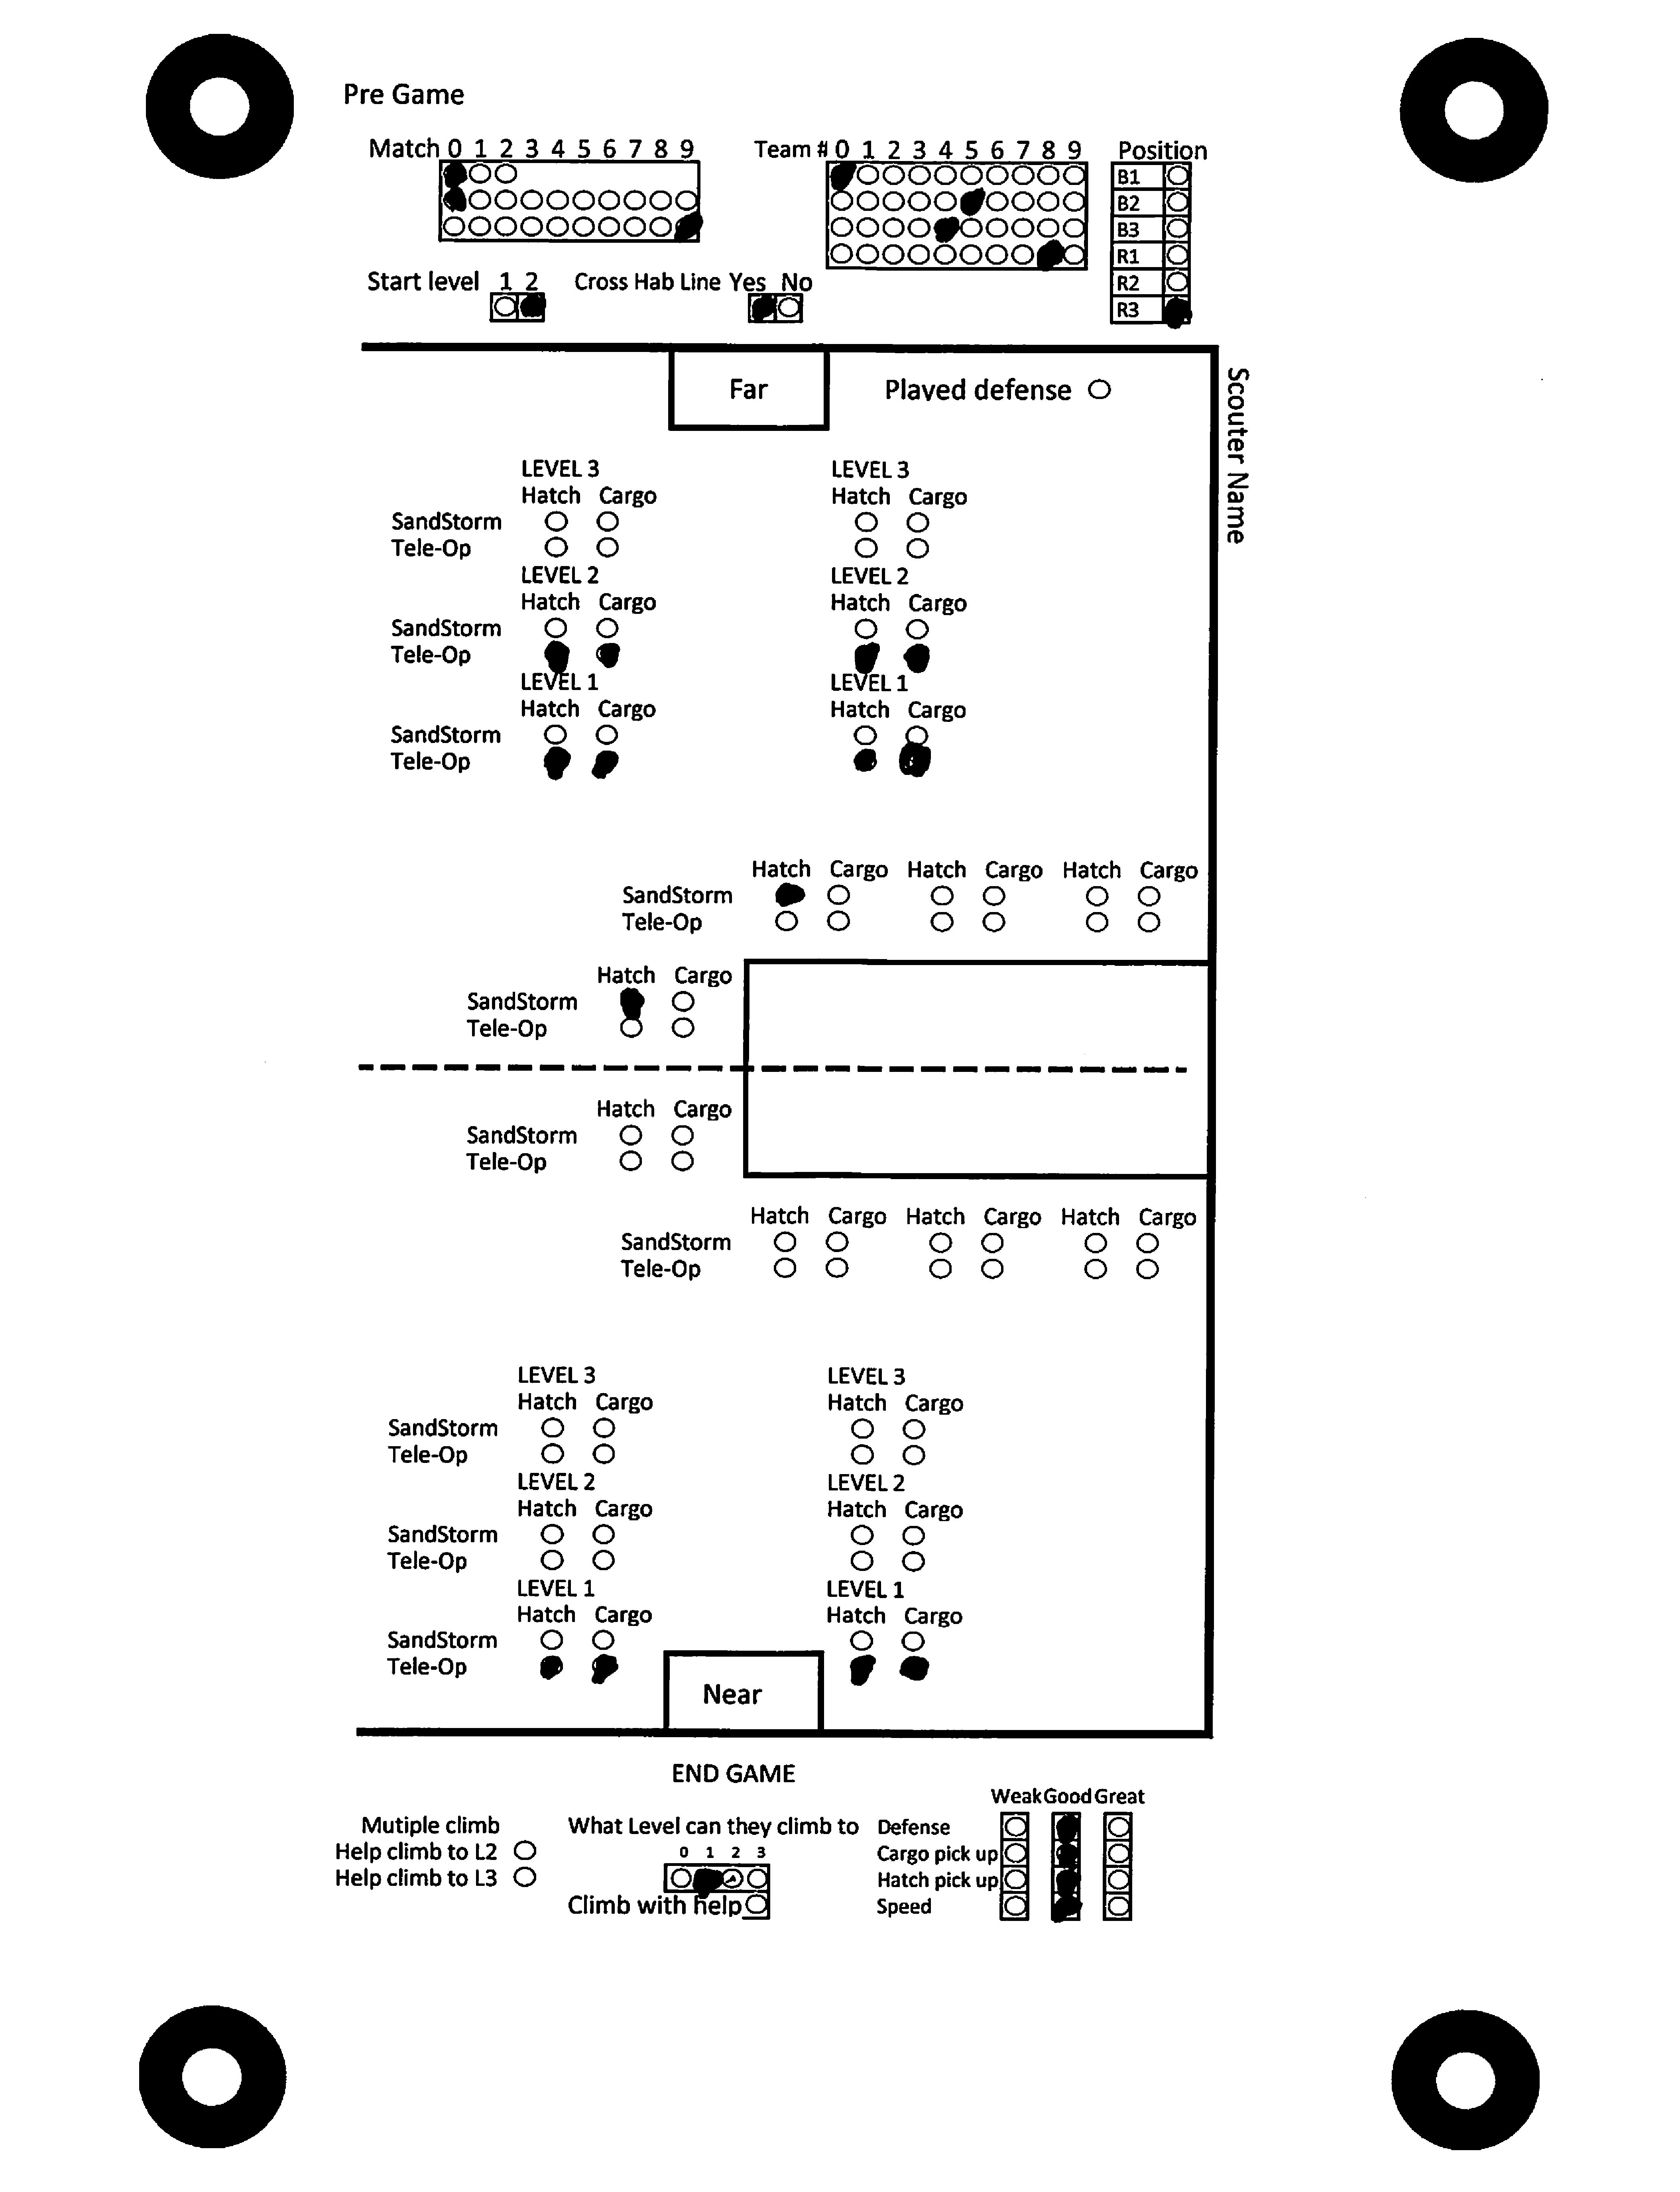 Pre Game
Match 0 1 2 3 4 5 6 7 8 9
Team # 0 1 2 3 4 5 6 7 8 9
Position
B1
B2
B3
R1
R2
R3
Start level 1 2
Cross Hab Line Yes No
Far
Played defense
Scouter Name
LEVEL 3 LEVEL 3
Hatch Cargo Hatch Cargo
SandStorm
Tele-Op
LEVEL 2 LEVEL 2
Hatch Cargo Hatch Cargo
SandStorm
Tele-Op
LEVEL 1 LEVEL 1
Hatch Cargo Hatch Cargo
SandStorm
Tele-Op
Hatch Cargo Hatch Cargo Hatch Cargo
SandStorm
Tele-Op
Hatch Cargo
SandStorm
Tele-Op
Hatch Cargo
SandStorm
Tele-Op
Hatch Cargo Hatch Cargo Hatch Cargo
SandStorm
Tele-Op
LEVEL 3 LEVEL 3
Hatch Cargo Hatch Cargo
SandStorm
Tele-Op
LEVEL 2 LEVEL 2
Hatch Cargo Hatch Cargo
SandStorm
Tele-Op
LEVEL 1 LEVEL 1
Hatch Cargo Hatch Cargo
SandStorm
Tele-Op
Near
END GAME
Mutiple climb
Help climb to L2
Help climb to L3
What Level can they climb to
0 1 2 3
Climb with help
Weak Good Great
Defense
Cargo pick up
Hatch pick up
Speed